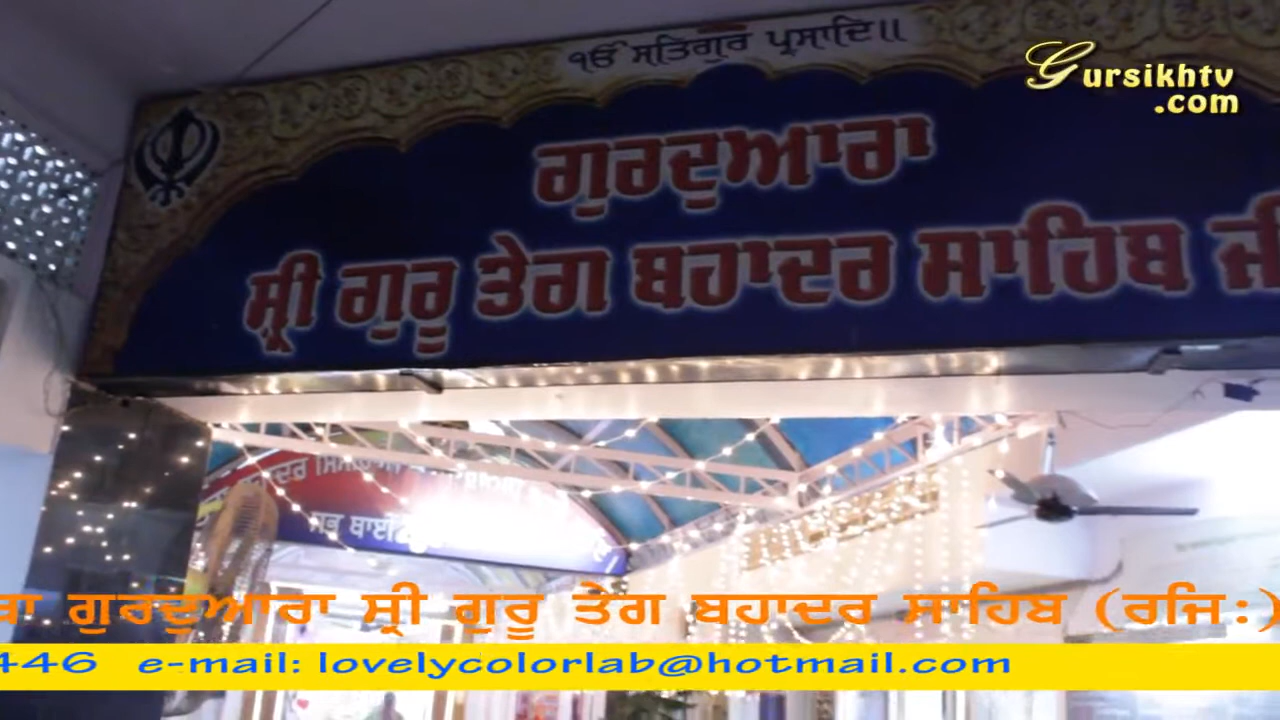 ੴ ਸਤਿਗੁਰ ਪ੍ਰਸਾਦਿ॥
Gursikhtv
.com
ਗੁਰਦੁਆਰਾ
ਸ੍ਰੀ ਗੁਰੂ ਤੇਗ ਬਹਾਦਰ ਸਾਹਿਬ ਜੀ
ਗੁਰਦੁਆਰਾ ਸ੍ਰੀ ਗੁਰੂ ਤੇਗ ਬਹਾਦਰ ਸਾਹਿਬ (ਰਜਿ:)
446 e-mail: lovelycolorlab@hotmail.com